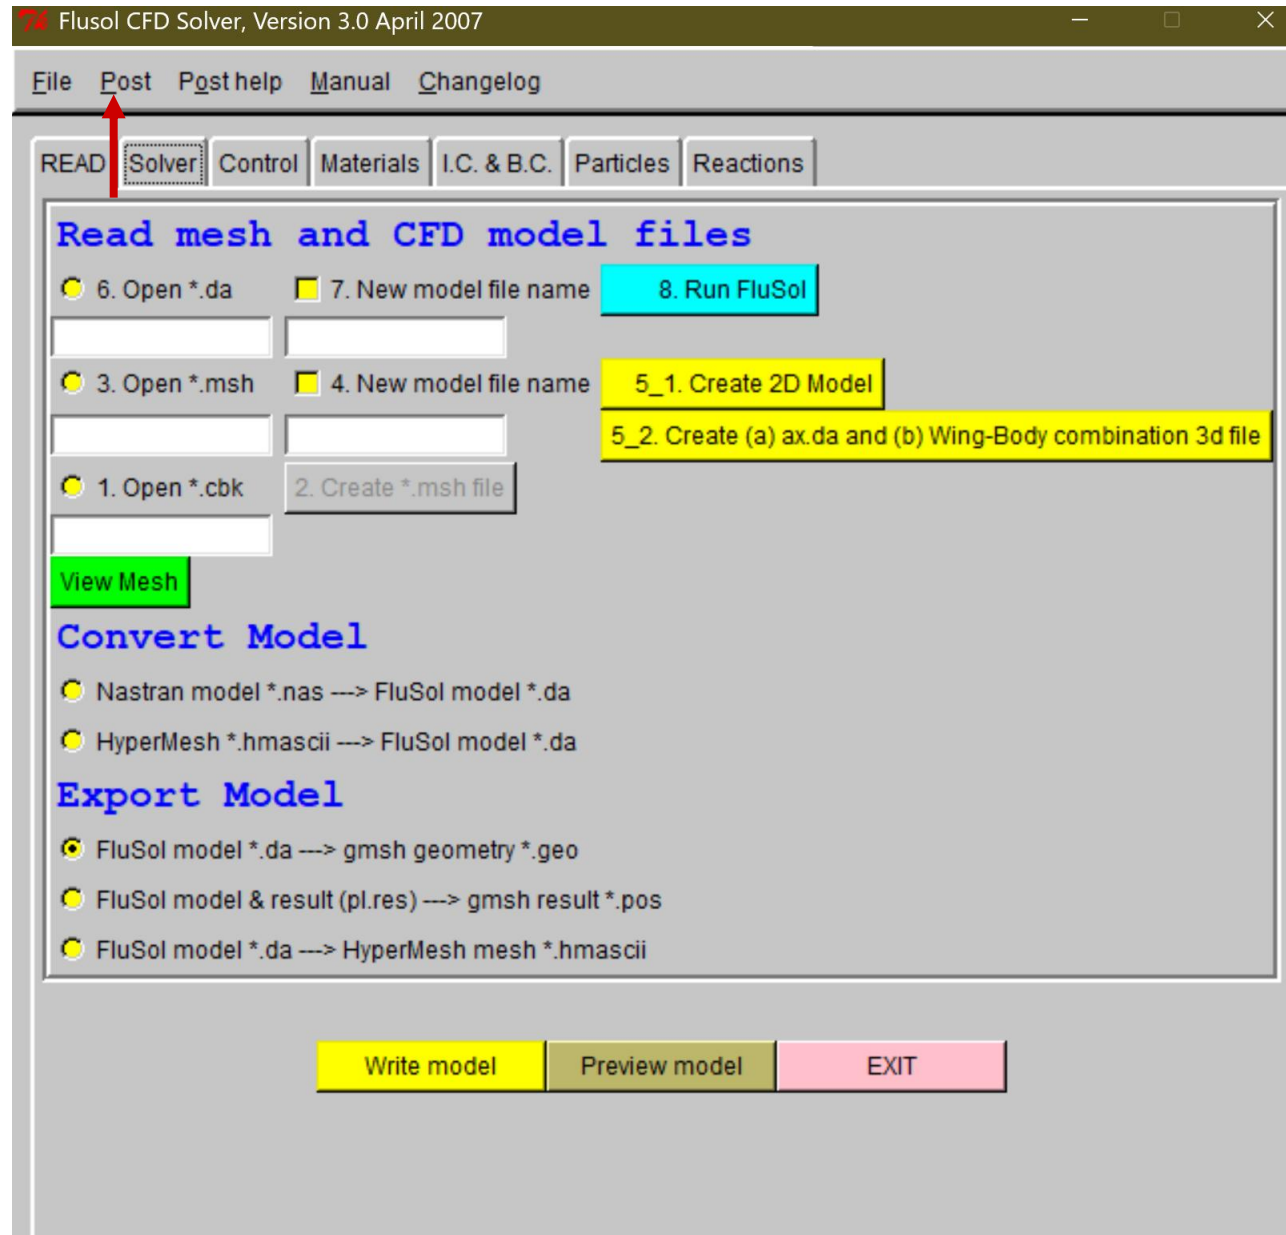 Flusol CFD Solver, Version 3.0 April 2007
File Post Post help Manual Changelog
READ Solver Control Materials I.C. & B.C. Particles Reactions
Read mesh and CFD model files
6. Open *.da 7. New model file name 8. Run FluSol
3. Open *.msh 4. New model file name 5_1. Create 2D Model
5_2. Create (a) ax.da and (b) Wing-Body combination 3d file
1. Open *.cbk 2. Create *.msh file
View Mesh
Convert Model
Nastran model *.nas ---> FluSol model *.da
HyperMesh *.hmascii ---> FluSol model *.da
Export Model
FluSol model *.da ---> gmsh geometry *.geo
FluSol model & result (pl.res) ---> gmsh result *.pos
FluSol model *.da ---> HyperMesh mesh *.hmascii
Write model Preview model EXIT